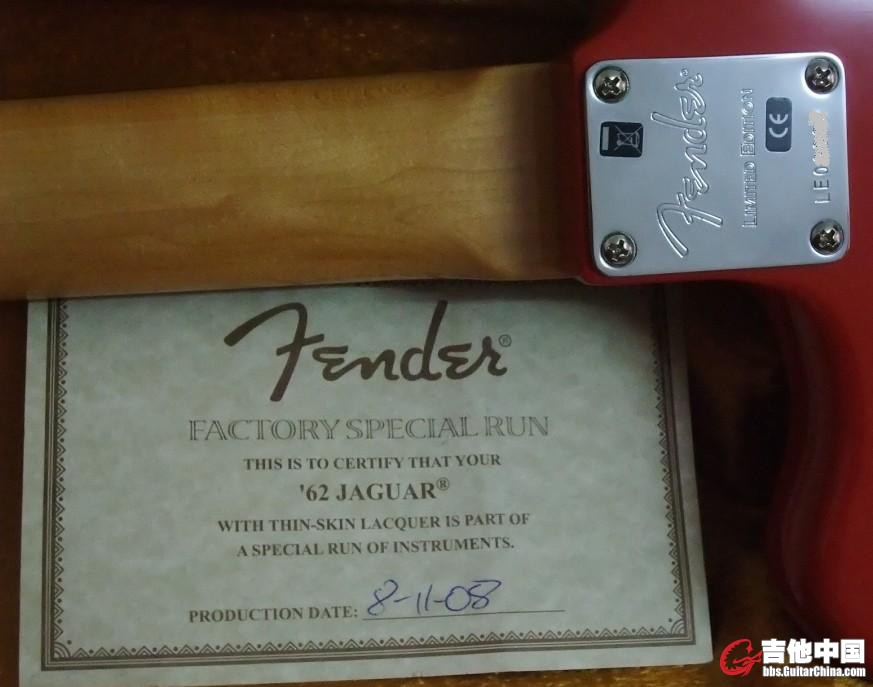 Fender®
LIMITED EDITION
CE
LE0
Fender®
FACTORY SPECIAL RUN
THIS IS TO CERTIFY THAT YOUR
'62 JAGUAR®
WITH THIN-SKIN LACQUER IS PART OF
A SPECIAL RUN OF INSTRUMENTS.
PRODUCTION DATE: 8-11-08
吉他中国
bbs.GuitarChina.com